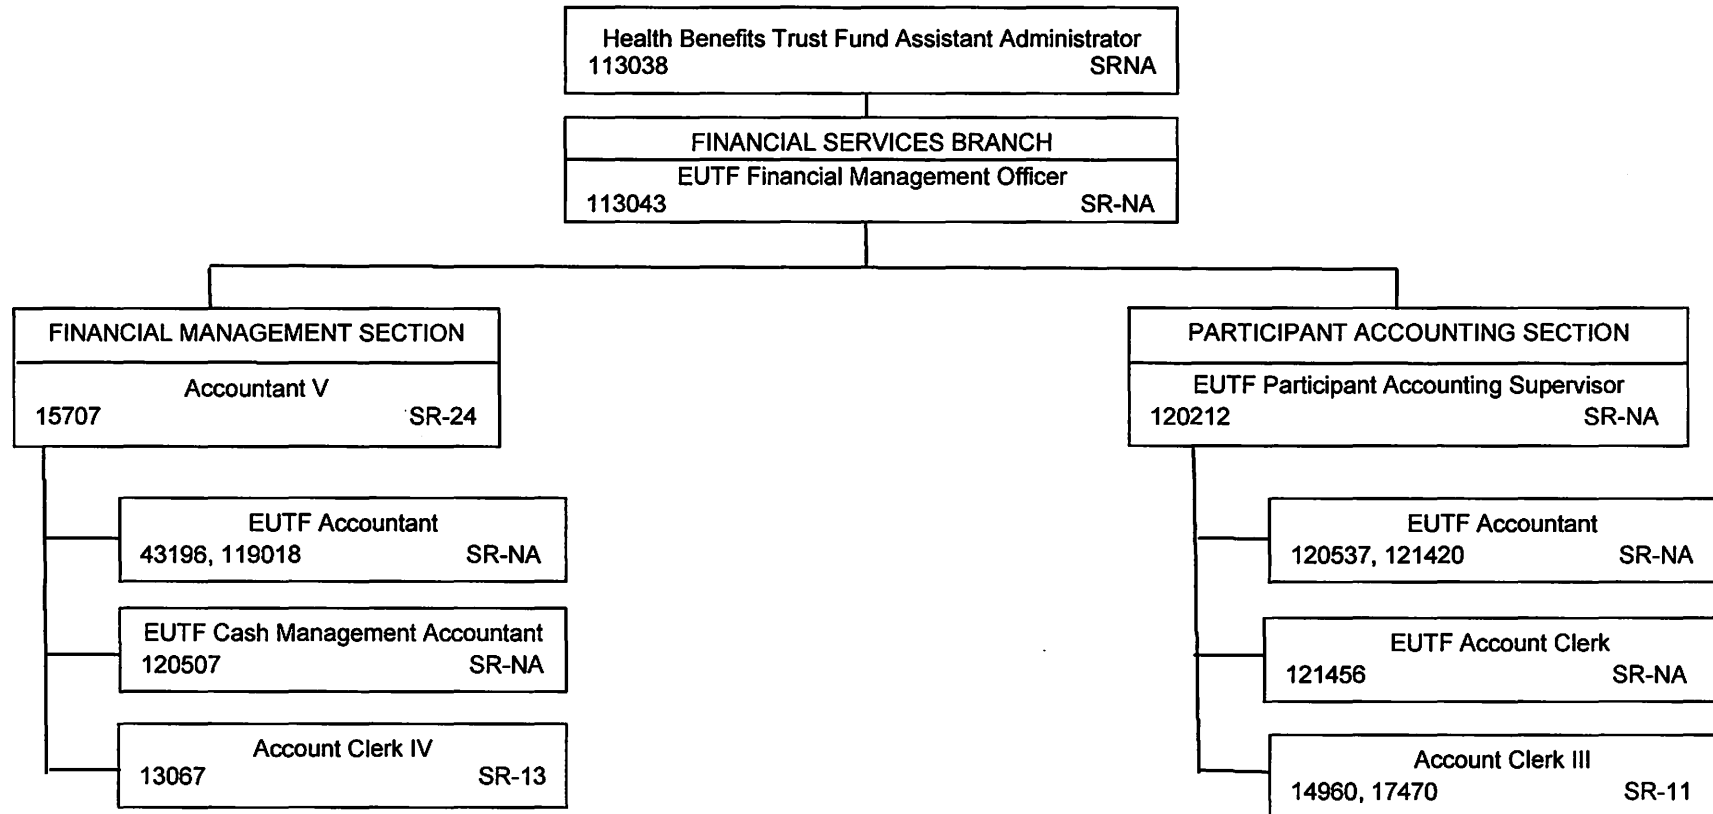 Health Benefits Trust Fund Assistant Administrator
113038 SRNA
FINANCIAL SERVICES BRANCH
EUTF Financial Management Officer
113043 SR-NA
FINANCIAL MANAGEMENT SECTION
Accountant V
15707 SR-24
EUTF Accountant
43196, 119018 SR-NA
EUTF Cash Management Accountant
120507 SR-NA
Account Clerk IV
13067 SR-13
PARTICIPANT ACCOUNTING SECTION
EUTF Participant Accounting Supervisor
120212 SR-NA
EUTF Accountant
120537, 121420 SR-NA
EUTF Account Clerk
121456 SR-NA
Account Clerk III
14960, 17470 SR-11